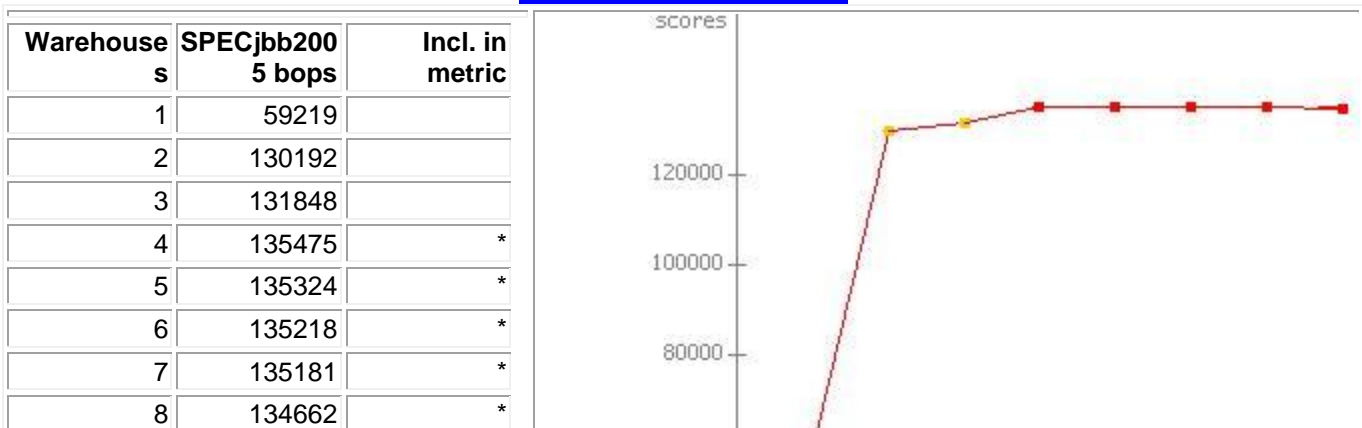 Warehouse SPECjbb200 Incl. in
s 5 bops metric
1 59219
2 130192
3 131848
4 135475 *
5 135324 *
6 135218 *
7 135181 *
8 134662 *
scores
120000
100000
80000